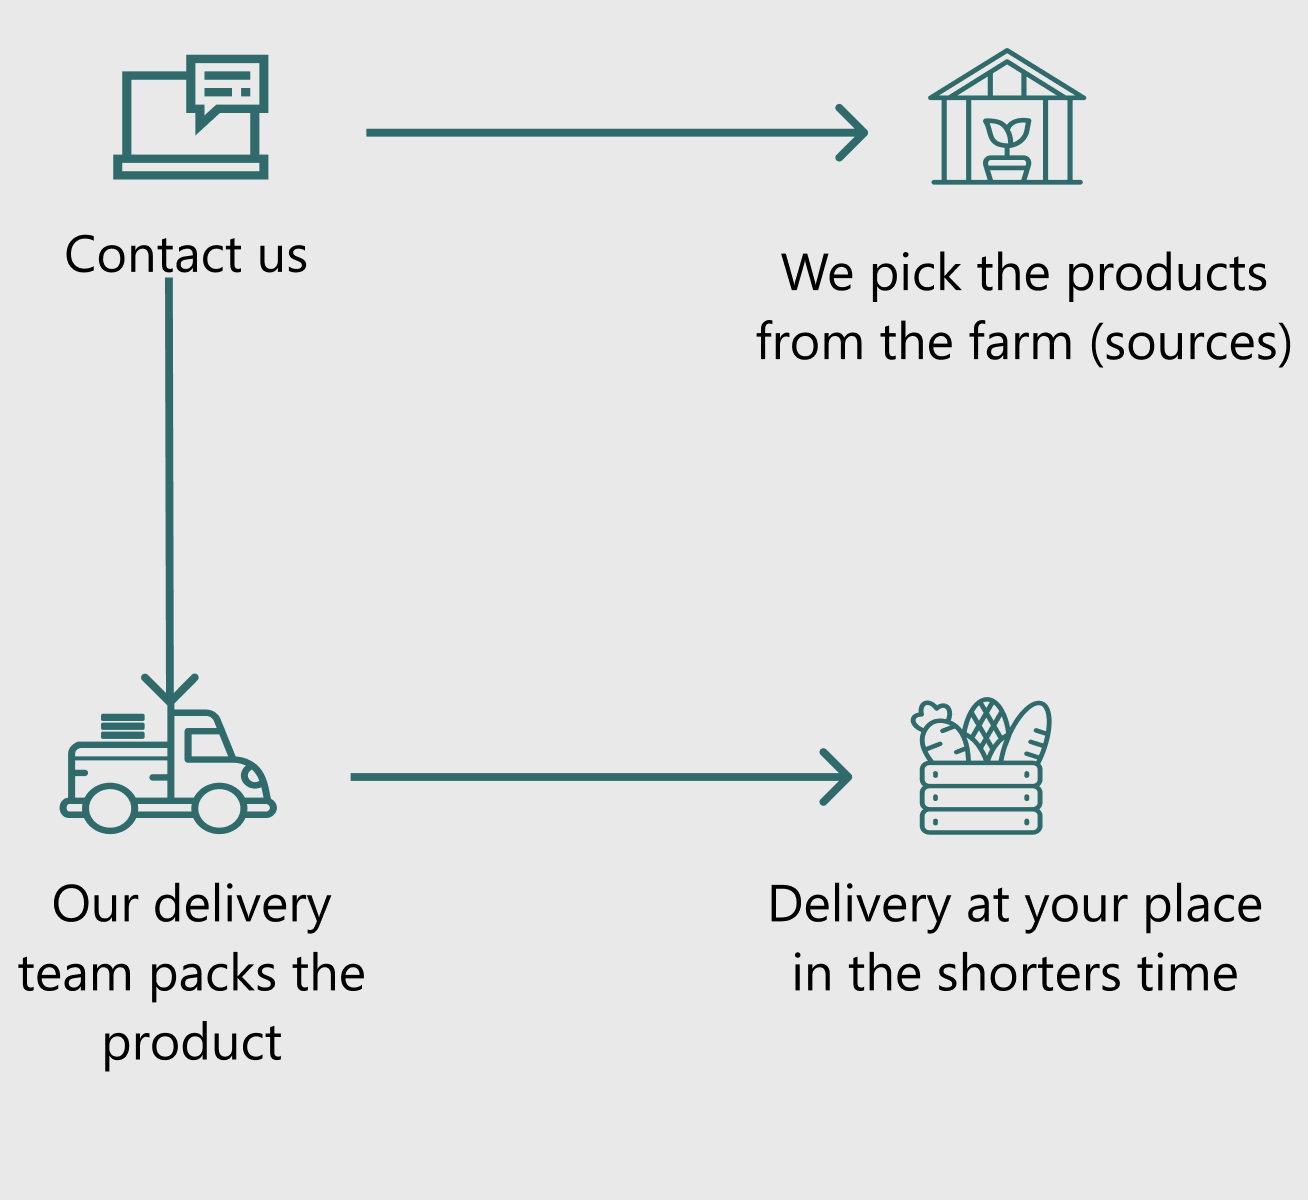 Contact us
We pick the products
from the farm (sources)
Our delivery
team packs the
product
Delivery at your place
in the shorters time